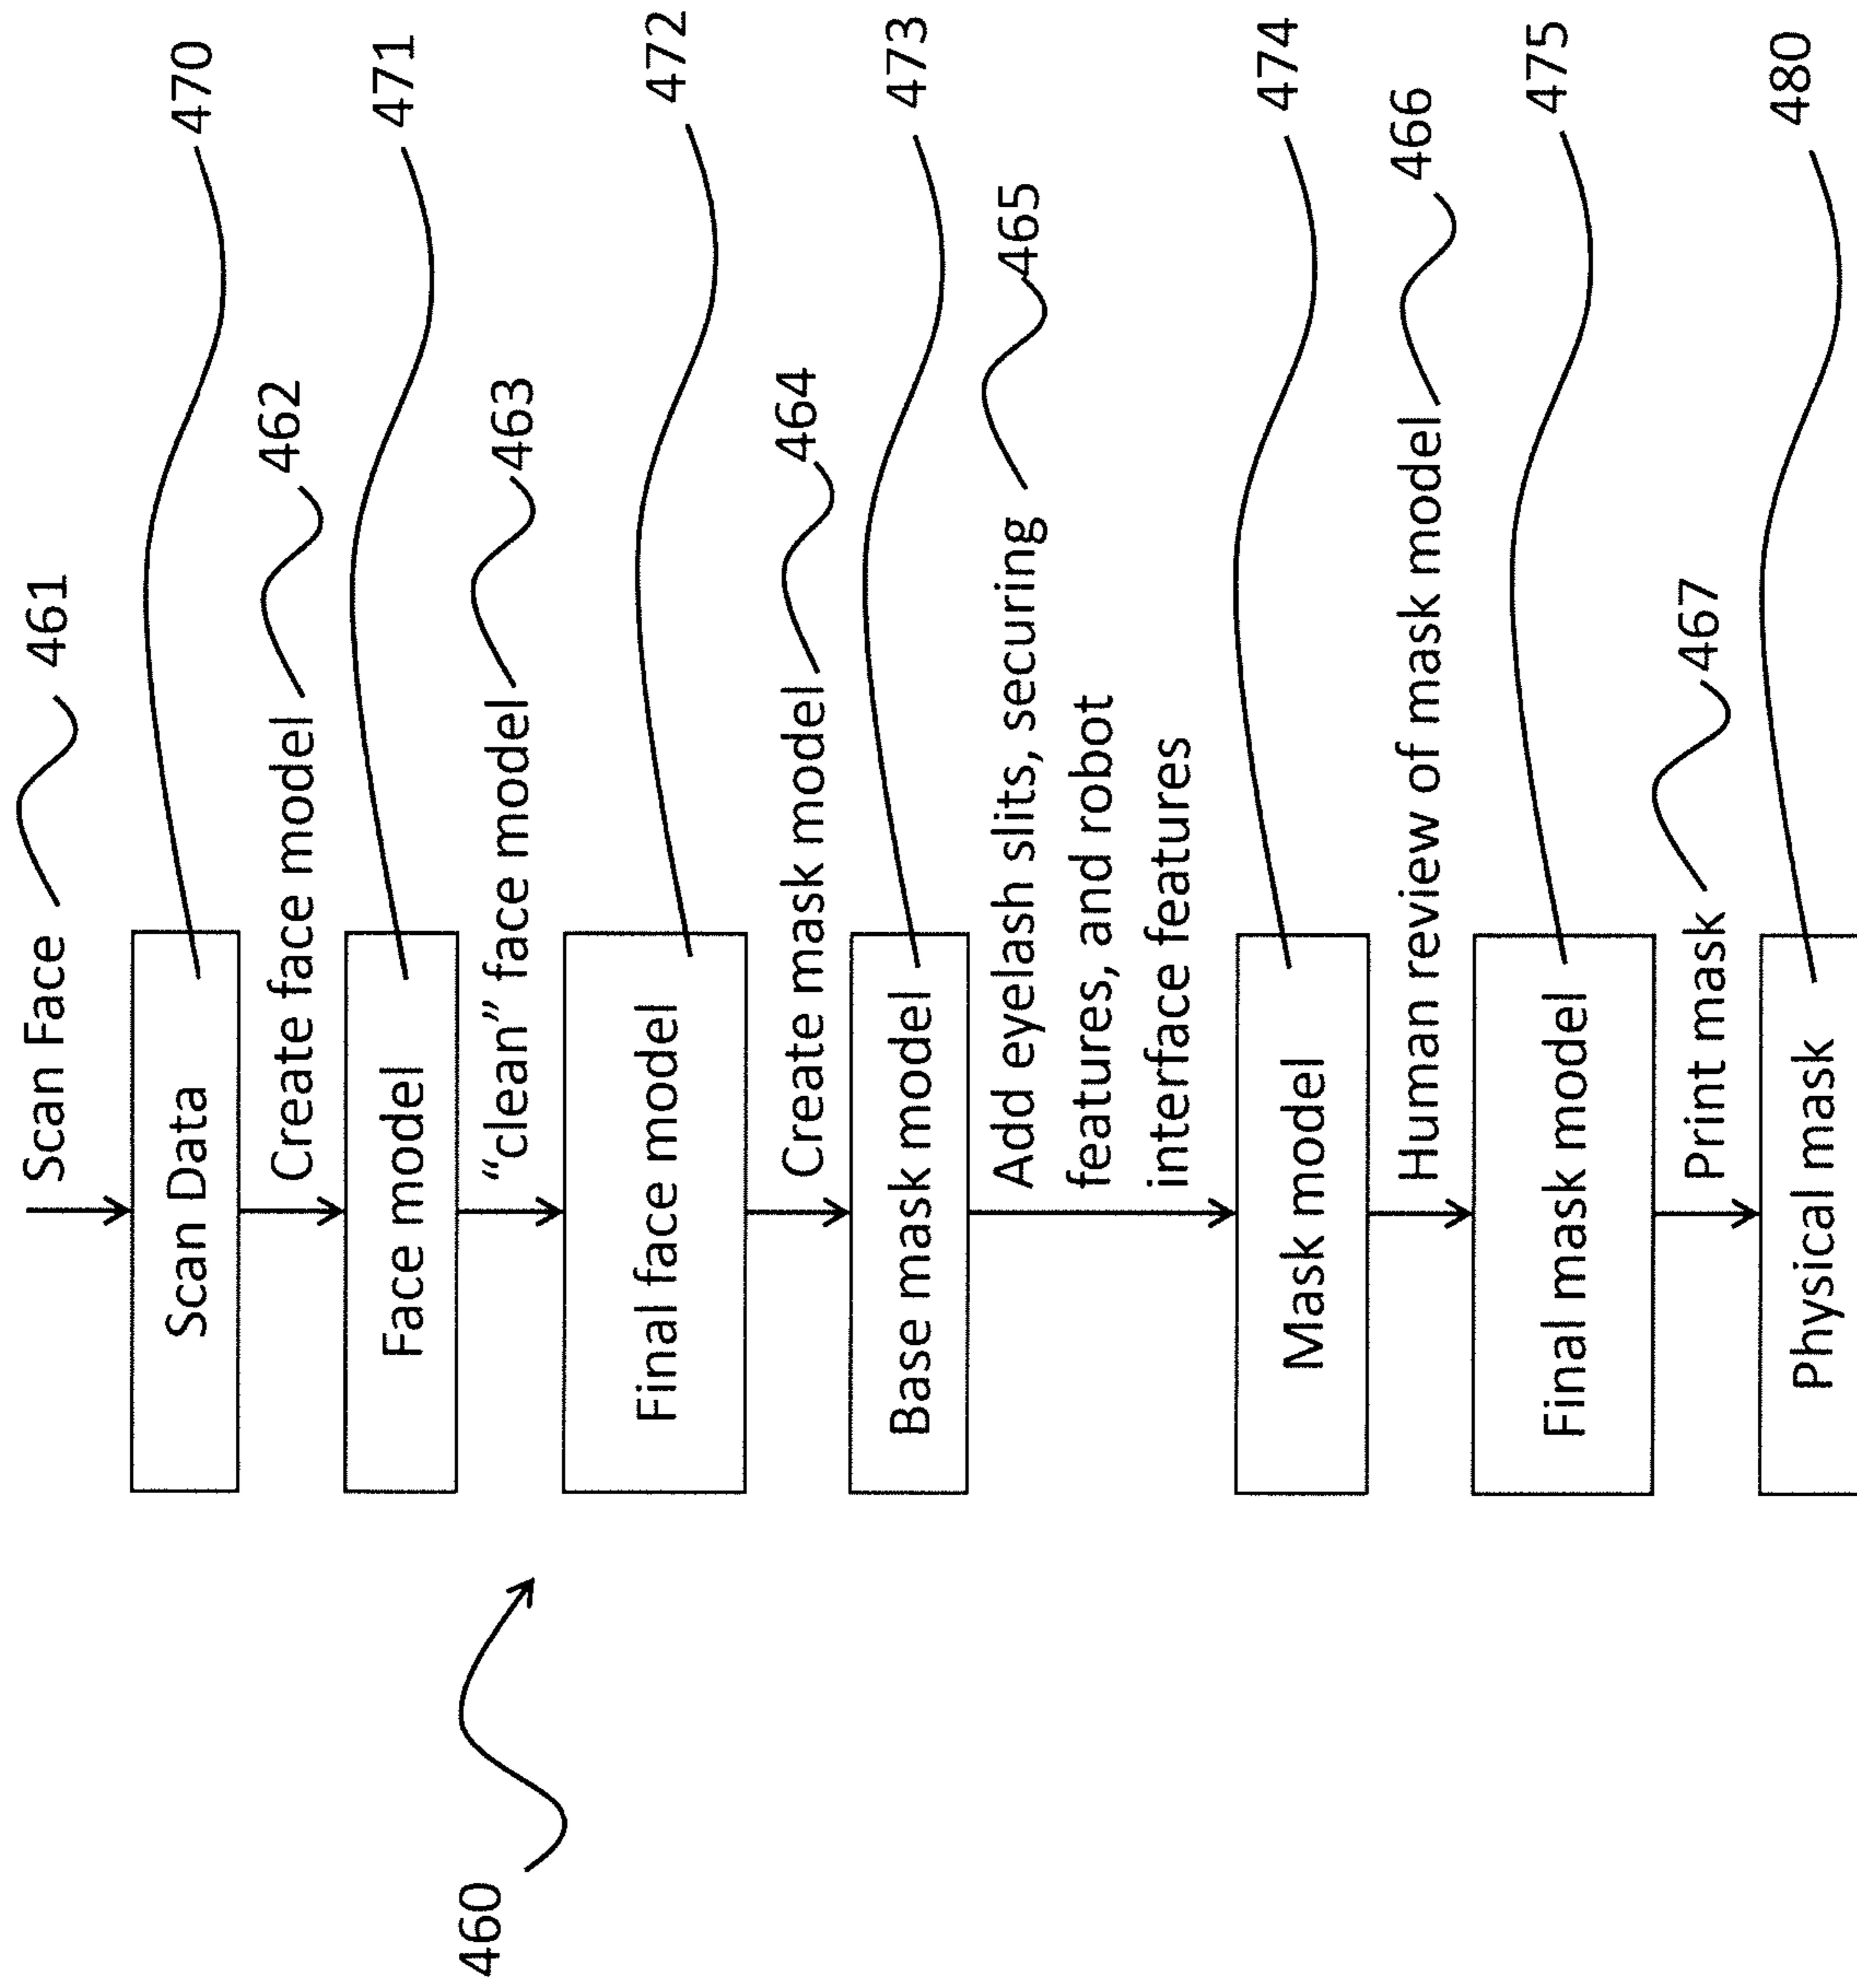 Scan Face 461
Scan Data 470
Create face model 462
Face model 471
460
“clean” face model 463
Final face model 472
Create mask model 464
Base mask model 473
Add eyelash slits, securing 465
features, and robot
interface features
Mask model 474
Human review of mask model 466
Final mask model 475
Print mask 467
Physical mask 480